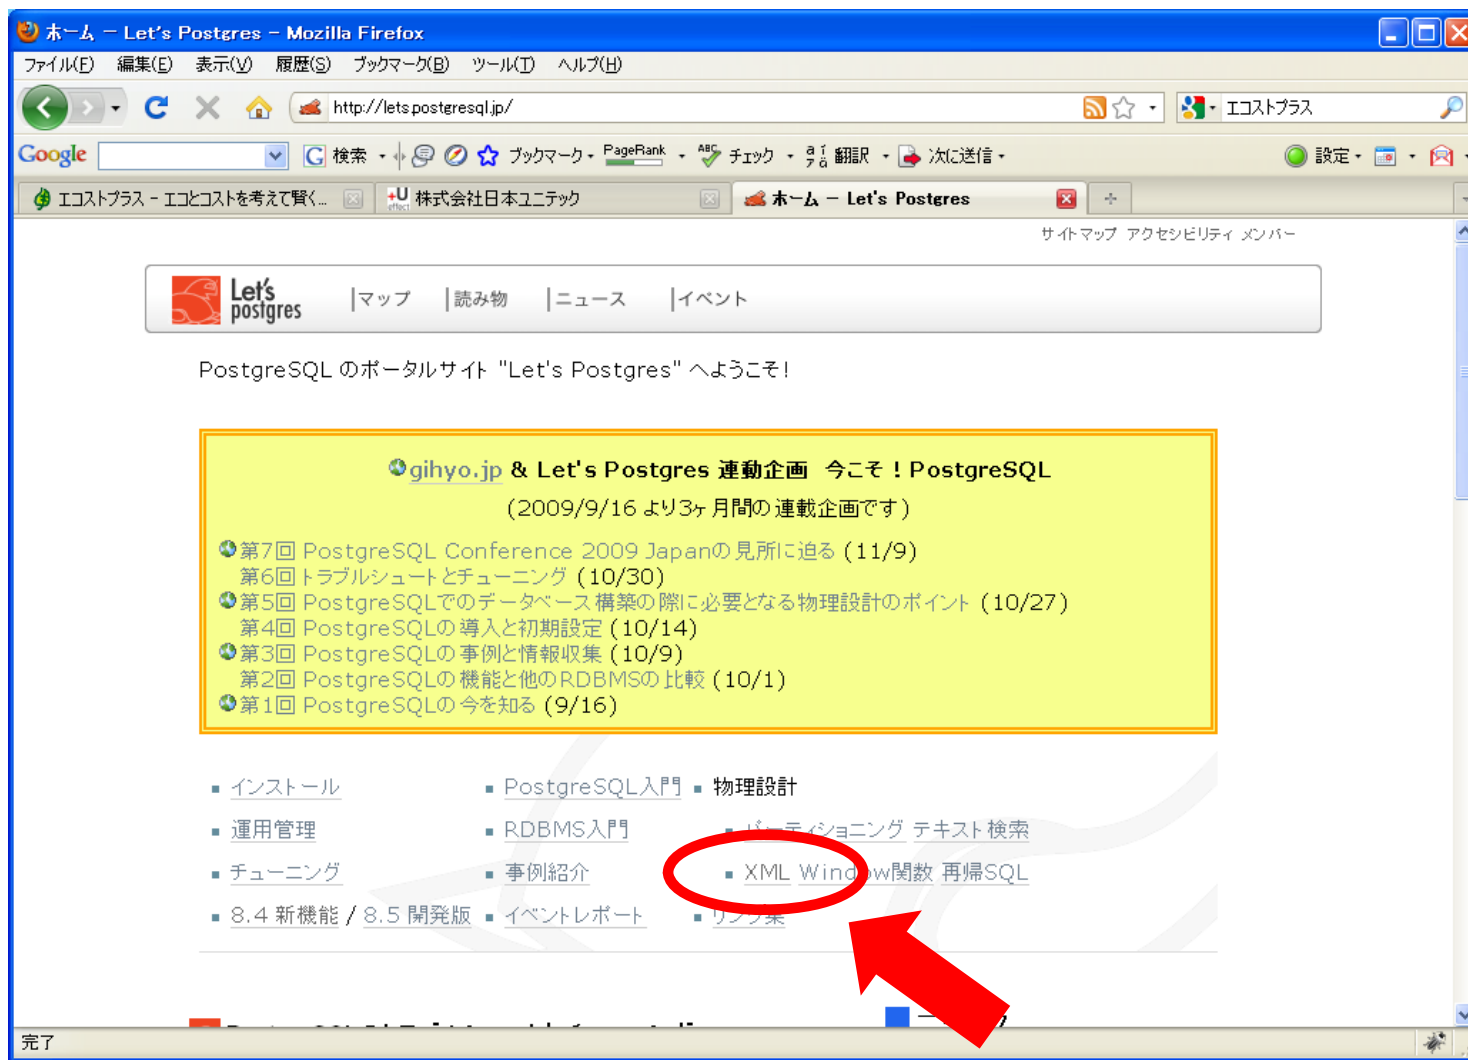 ホーム － Let's Postgres － Mozilla Firefox
ファイル(F) 編集(E) 表示(V) 履歴(S) ブックマーク(B) ツール(T) ヘルプ(H)
http://lets.postgresql.jp/ エコストプラス
Google 検索 ブックマーク PageRank ABC チェック aí アä 翻訳 次に送信 設定
エコストプラス - エコとコストを考えて賢く... +U effect 株式会社日本ユニテック ホーム － Let's Postgres
サイトマップ アクセシビリティ メンバー
Let's postgres |マップ |読み物 |ニュース |イベント
PostgreSQL のポータルサイト "Let's Postgres" へようこそ!
gihyo.jp & Let's Postgres 連動企画 今こそ！PostgreSQL
(2009/9/16 より3ヶ月間の連載企画です)
第7回 PostgreSQL Conference 2009 Japanの見所に迫る (11/9)
第6回 トラブルシュートとチューニング (10/30)
第5回 PostgreSQLでのデータベース構築の際に必要となる物理設計のポイント (10/27)
第4回 PostgreSQLの導入と初期設定 (10/14)
第3回 PostgreSQLの事例と情報収集 (10/9)
第2回 PostgreSQLの機能と他のRDBMSの比較 (10/1)
第1回 PostgreSQLの今を知る (9/16)
インストール PostgreSQL入門 物理設計
運用管理 RDBMS入門 パーティショニング テキスト検索
チューニング 事例紹介 XML Window関数 再帰SQL
8.4 新機能 / 8.5 開発版 イベントレポート リンク集
完了